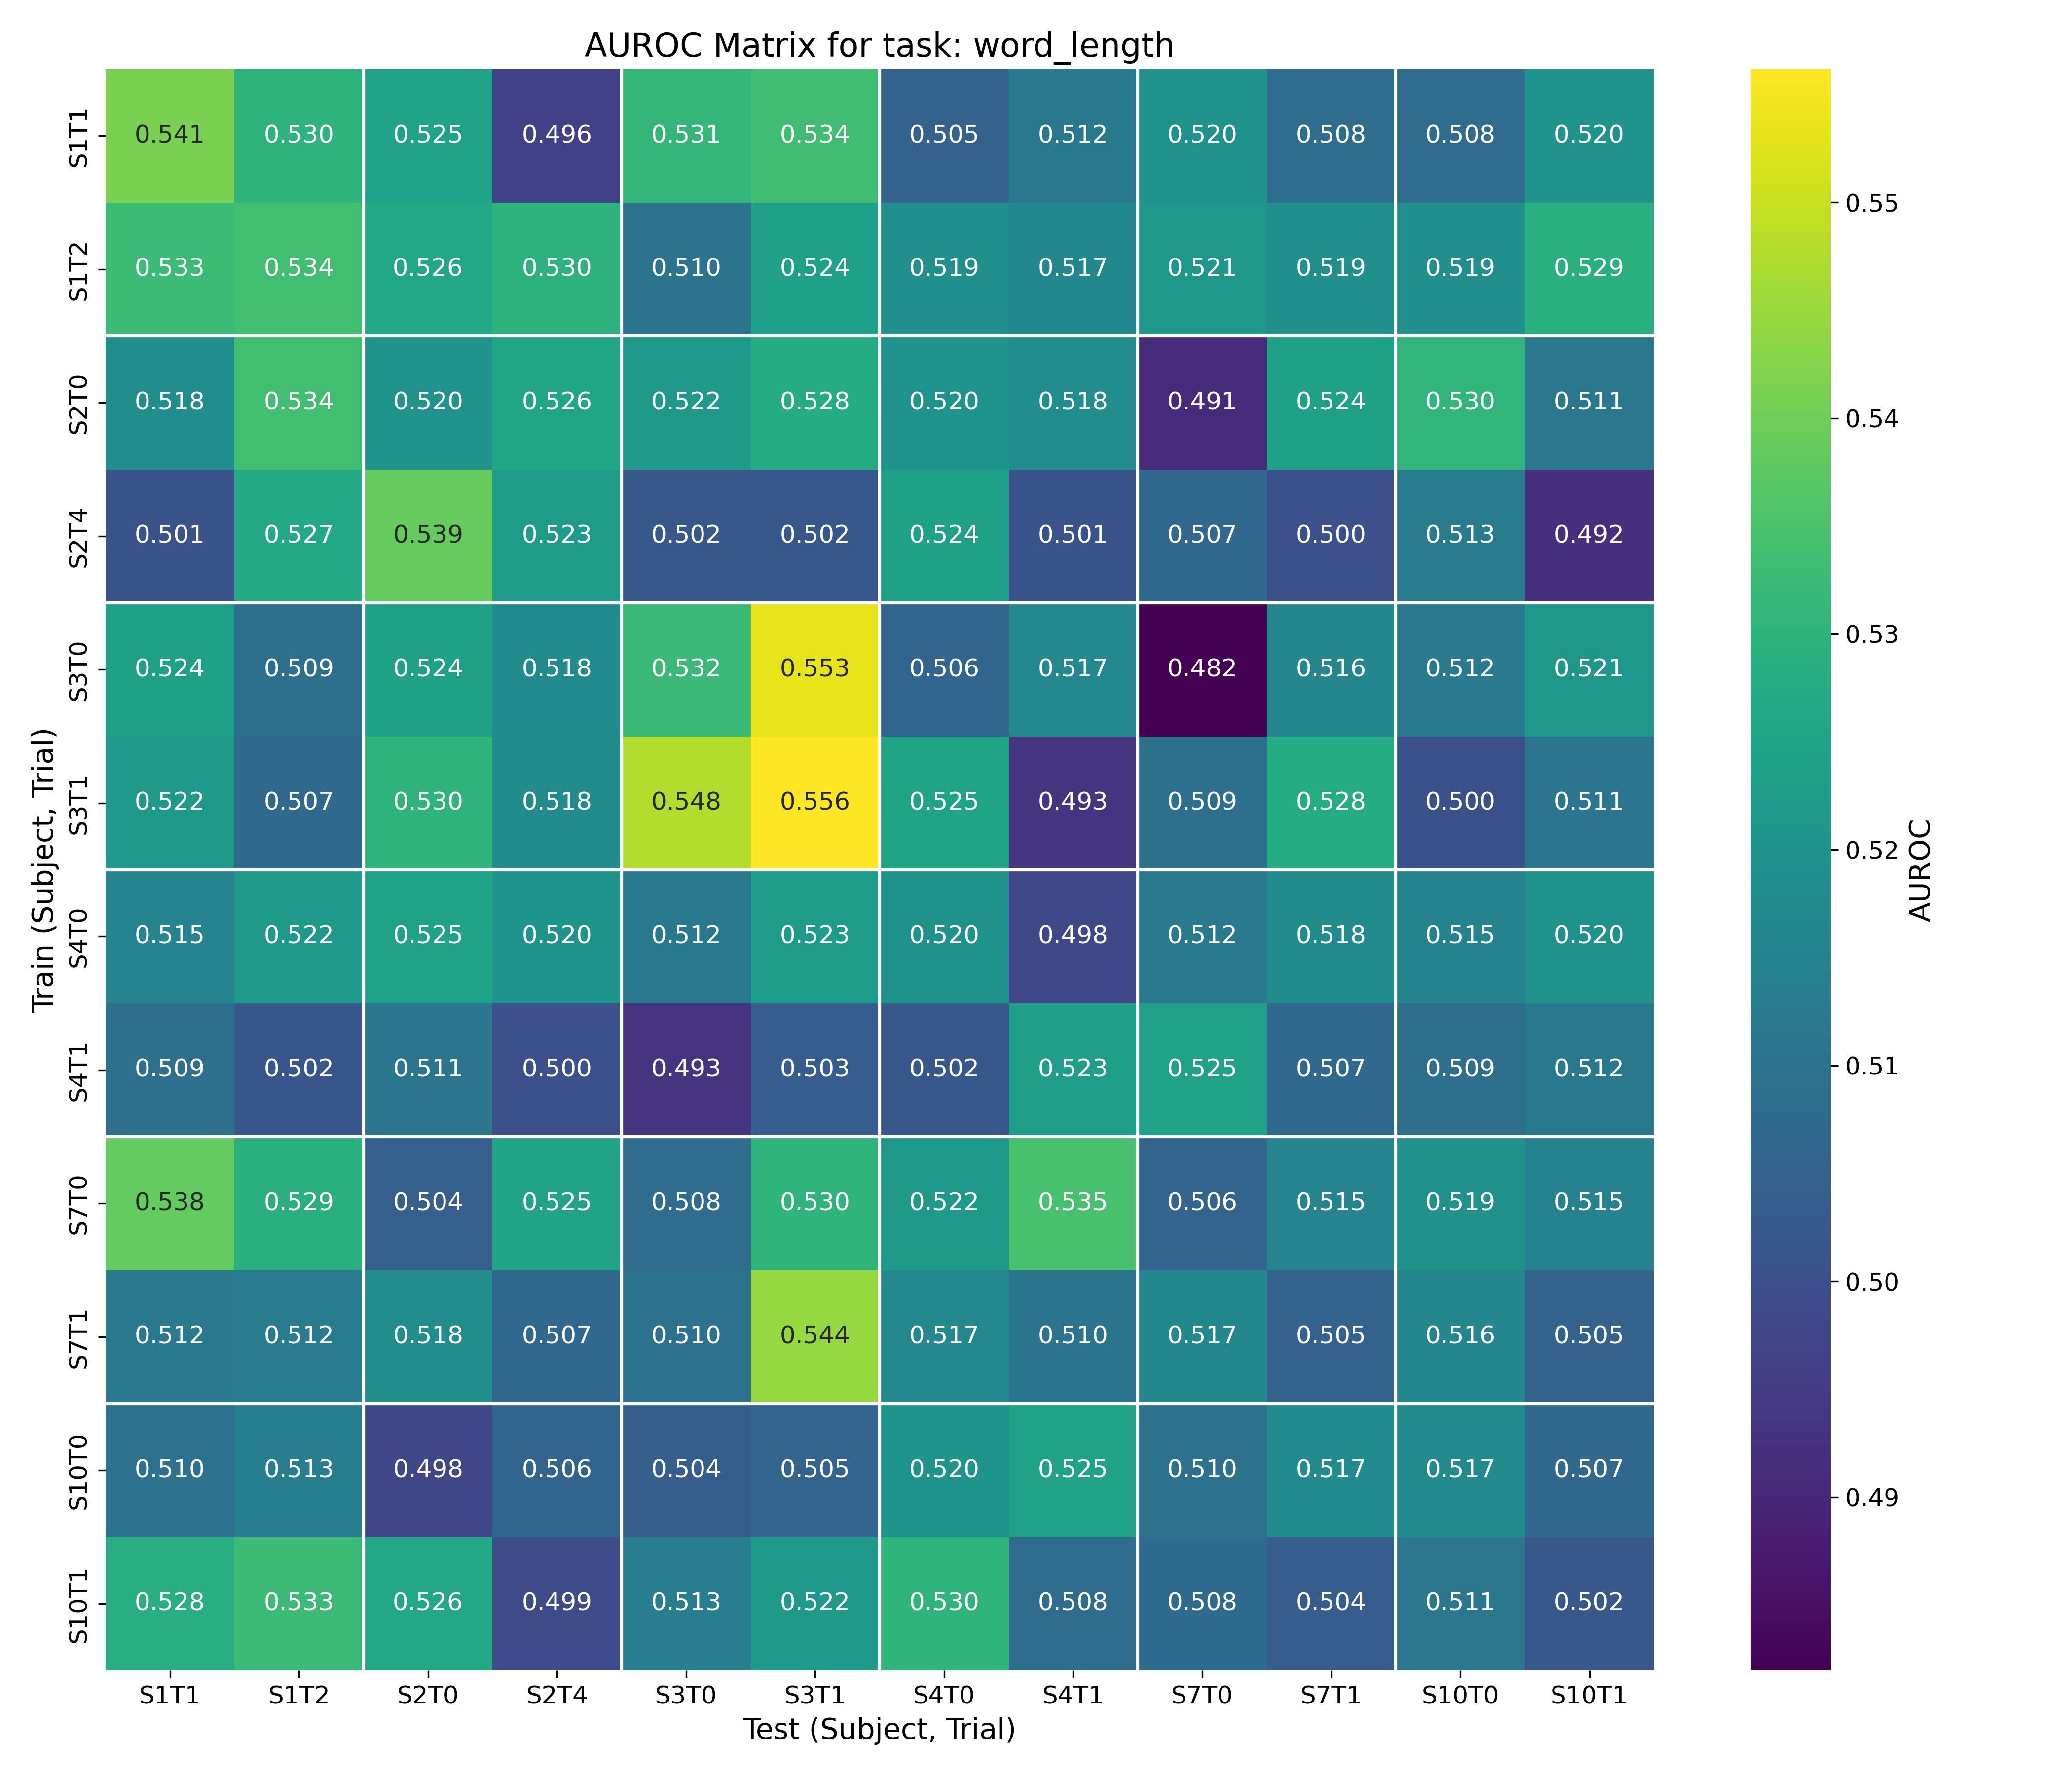 AUROC Matrix for task: word_length
Train (Subject, Trial)
S1T1 0.541 0.530 0.525 0.496 0.531 0.534 0.505 0.512 0.520 0.508 0.508 0.520
S1T2 0.533 0.534 0.526 0.530 0.510 0.524 0.519 0.517 0.521 0.519 0.519 0.529
S2T0 0.518 0.534 0.520 0.526 0.522 0.528 0.520 0.518 0.491 0.524 0.530 0.511
S2T4 0.501 0.527 0.539 0.523 0.502 0.502 0.524 0.501 0.507 0.500 0.513 0.492
S3T0 0.524 0.509 0.524 0.518 0.532 0.553 0.506 0.517 0.482 0.516 0.512 0.521
S3T1 0.522 0.507 0.530 0.518 0.548 0.556 0.525 0.493 0.509 0.528 0.500 0.511
S4T0 0.515 0.522 0.525 0.520 0.512 0.523 0.520 0.498 0.512 0.518 0.515 0.520
S4T1 0.509 0.502 0.511 0.500 0.493 0.503 0.502 0.523 0.525 0.507 0.509 0.512
S7T0 0.538 0.529 0.504 0.525 0.508 0.530 0.522 0.535 0.506 0.515 0.519 0.515
S7T1 0.512 0.512 0.518 0.507 0.510 0.544 0.517 0.510 0.517 0.505 0.516 0.505
S10T0 0.510 0.513 0.498 0.506 0.504 0.505 0.520 0.525 0.510 0.517 0.517 0.507
S10T1 0.528 0.533 0.526 0.499 0.513 0.522 0.530 0.508 0.508 0.504 0.511 0.502
S1T1 S1T2 S2T0 S2T4 S3T0 S3T1 S4T0 S4T1 S7T0 S7T1 S10T0 S10T1
Test (Subject, Trial)
0.55
0.54
0.53
0.52
0.51
0.50
0.49
AUROC